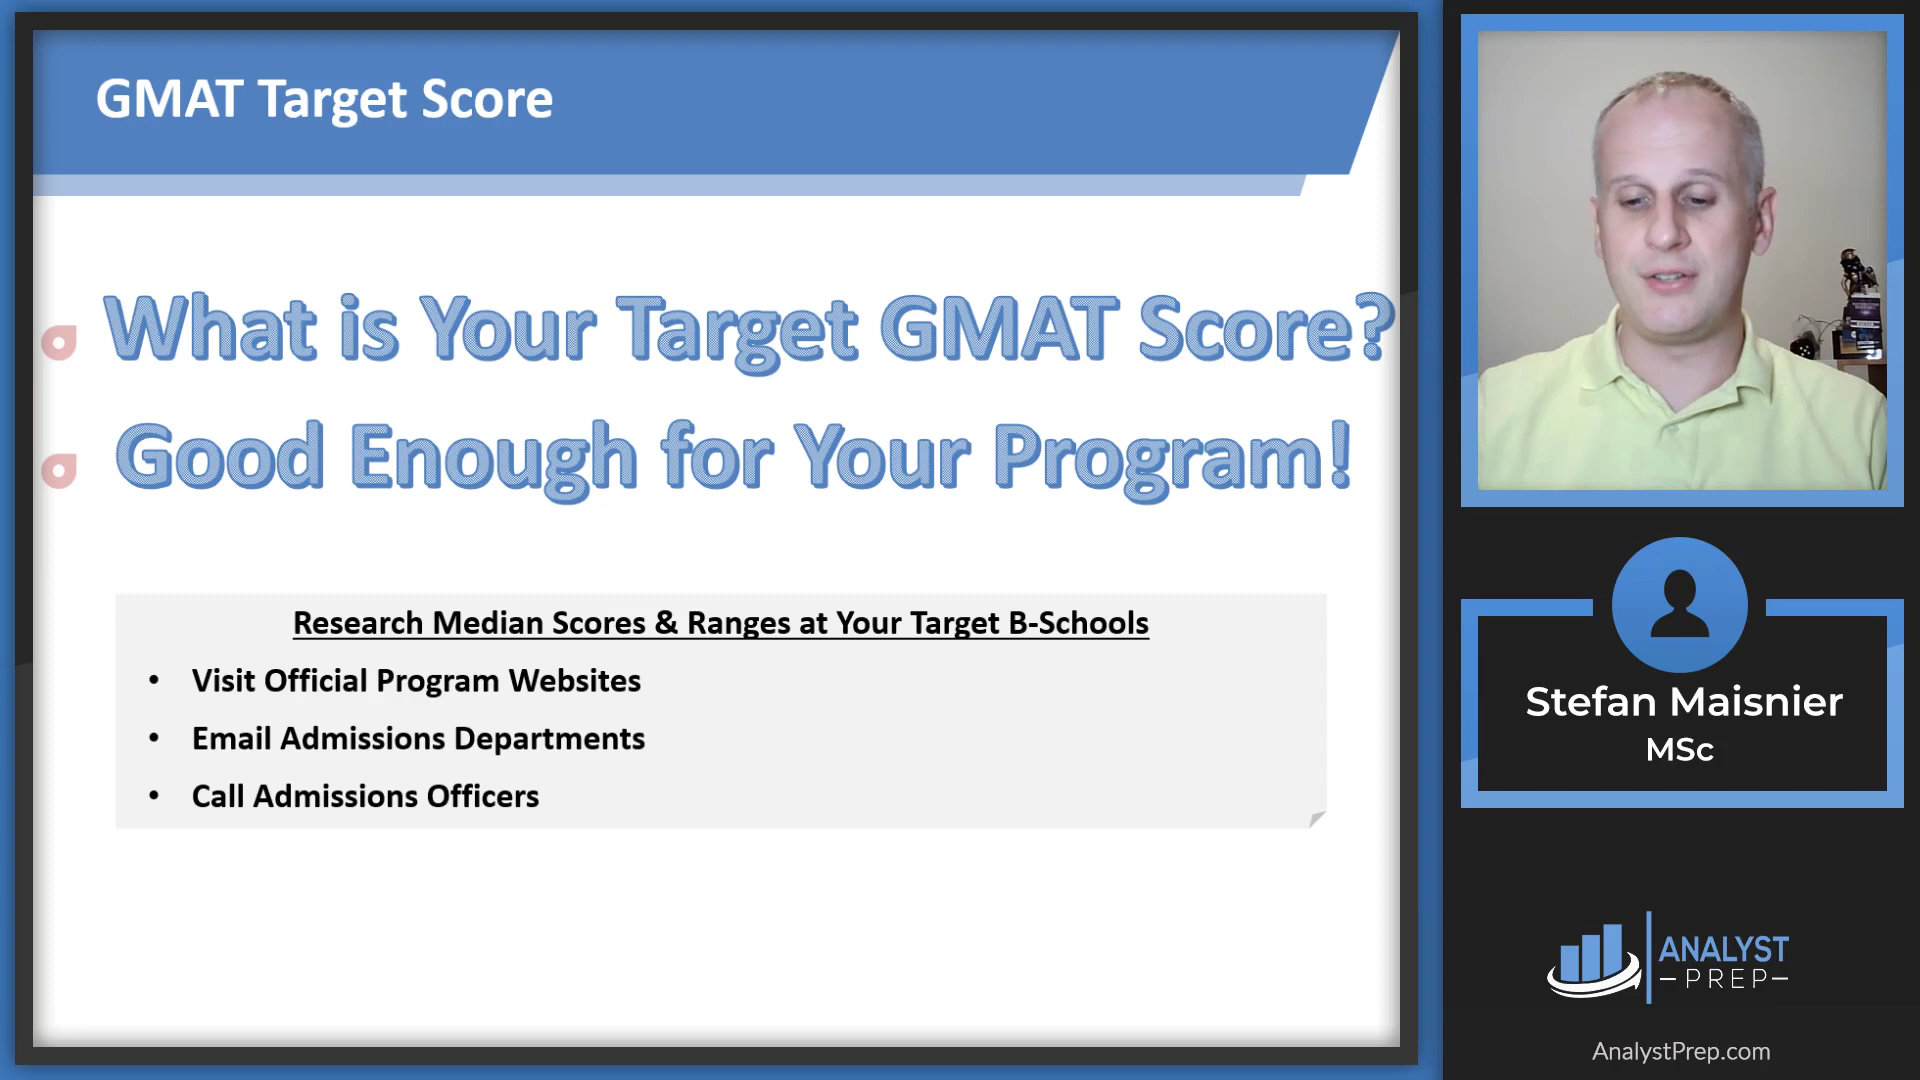 GMAT Target Score
What is Your Target GMAT Score?
Good Enough for Your Program!
Research Median Scores & Ranges at Your Target B-Schools
• Visit Official Program Websites
• Email Admissions Departments
• Call Admissions Officers
Stefan Maisnier
MSc
ANALYST
PREP
AnalystPrep.com